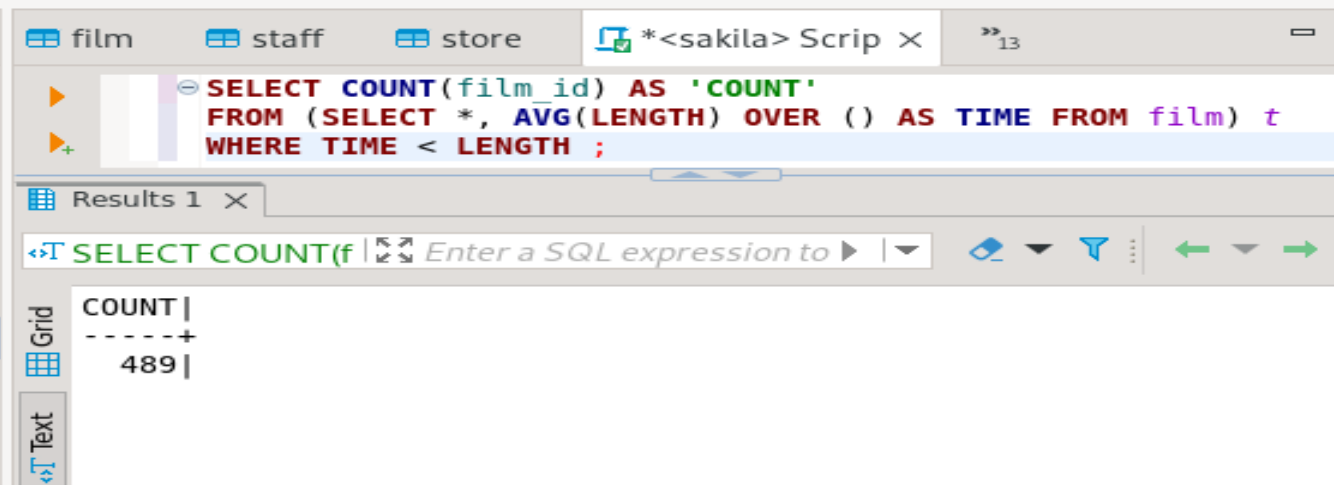 film staff store *<sakila> Scrip »13
SELECT COUNT(film_id) AS 'COUNT'
FROM (SELECT *, AVG(LENGTH) OVER () AS TIME FROM film) t
WHERE TIME < LENGTH ;
Results 1
SELECT COUNT(f Enter a SQL expression to
Grid
COUNT|
-----+
489|
Text